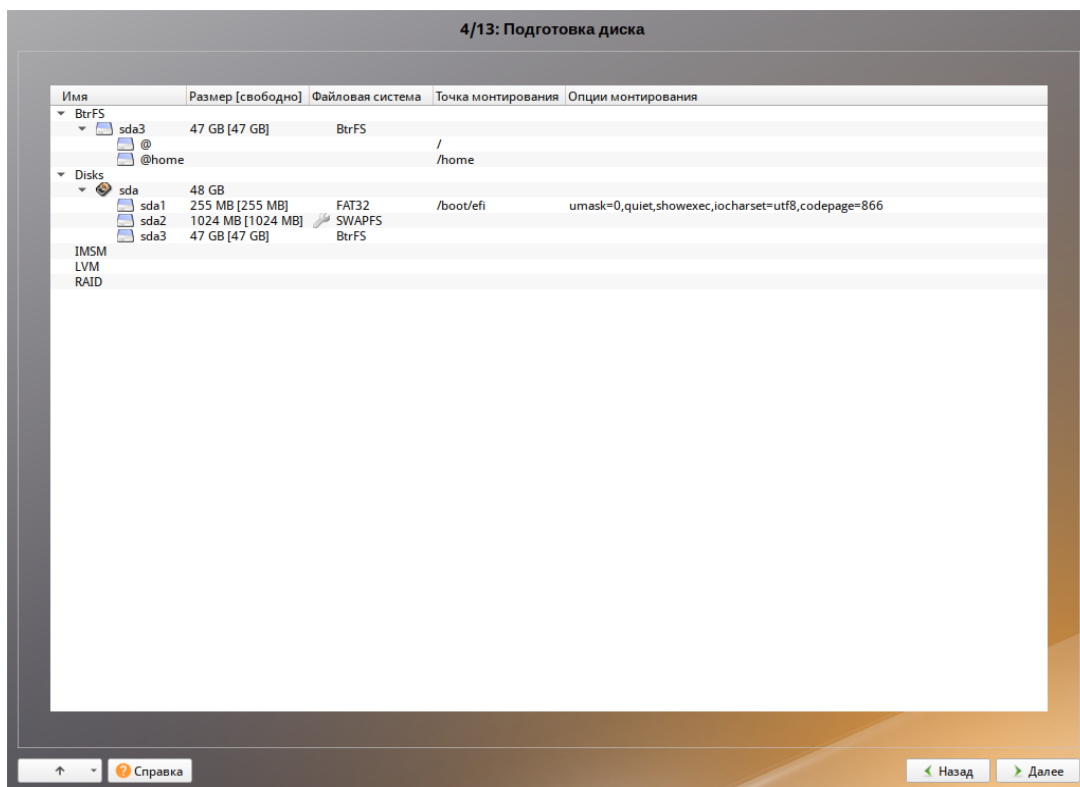 4/13: Подготовка диска
Имя Размер [свободно] Файловая система Точка монтирования Опции монтирования
BtrFS
sda3 47 GB [47 GB] BtrFS
@ /
@home /home
Disks
sda 48 GB
sda1 255 MB [255 MB] FAT32 /boot/efi umask=0,quiet,showexec,iocharset=utf8,codepage=866
sda2 1024 MB [1024 MB] SWAPFS
sda3 47 GB [47 GB] BtrFS
IMSM
LVM
RAID
Справка Назад Далее